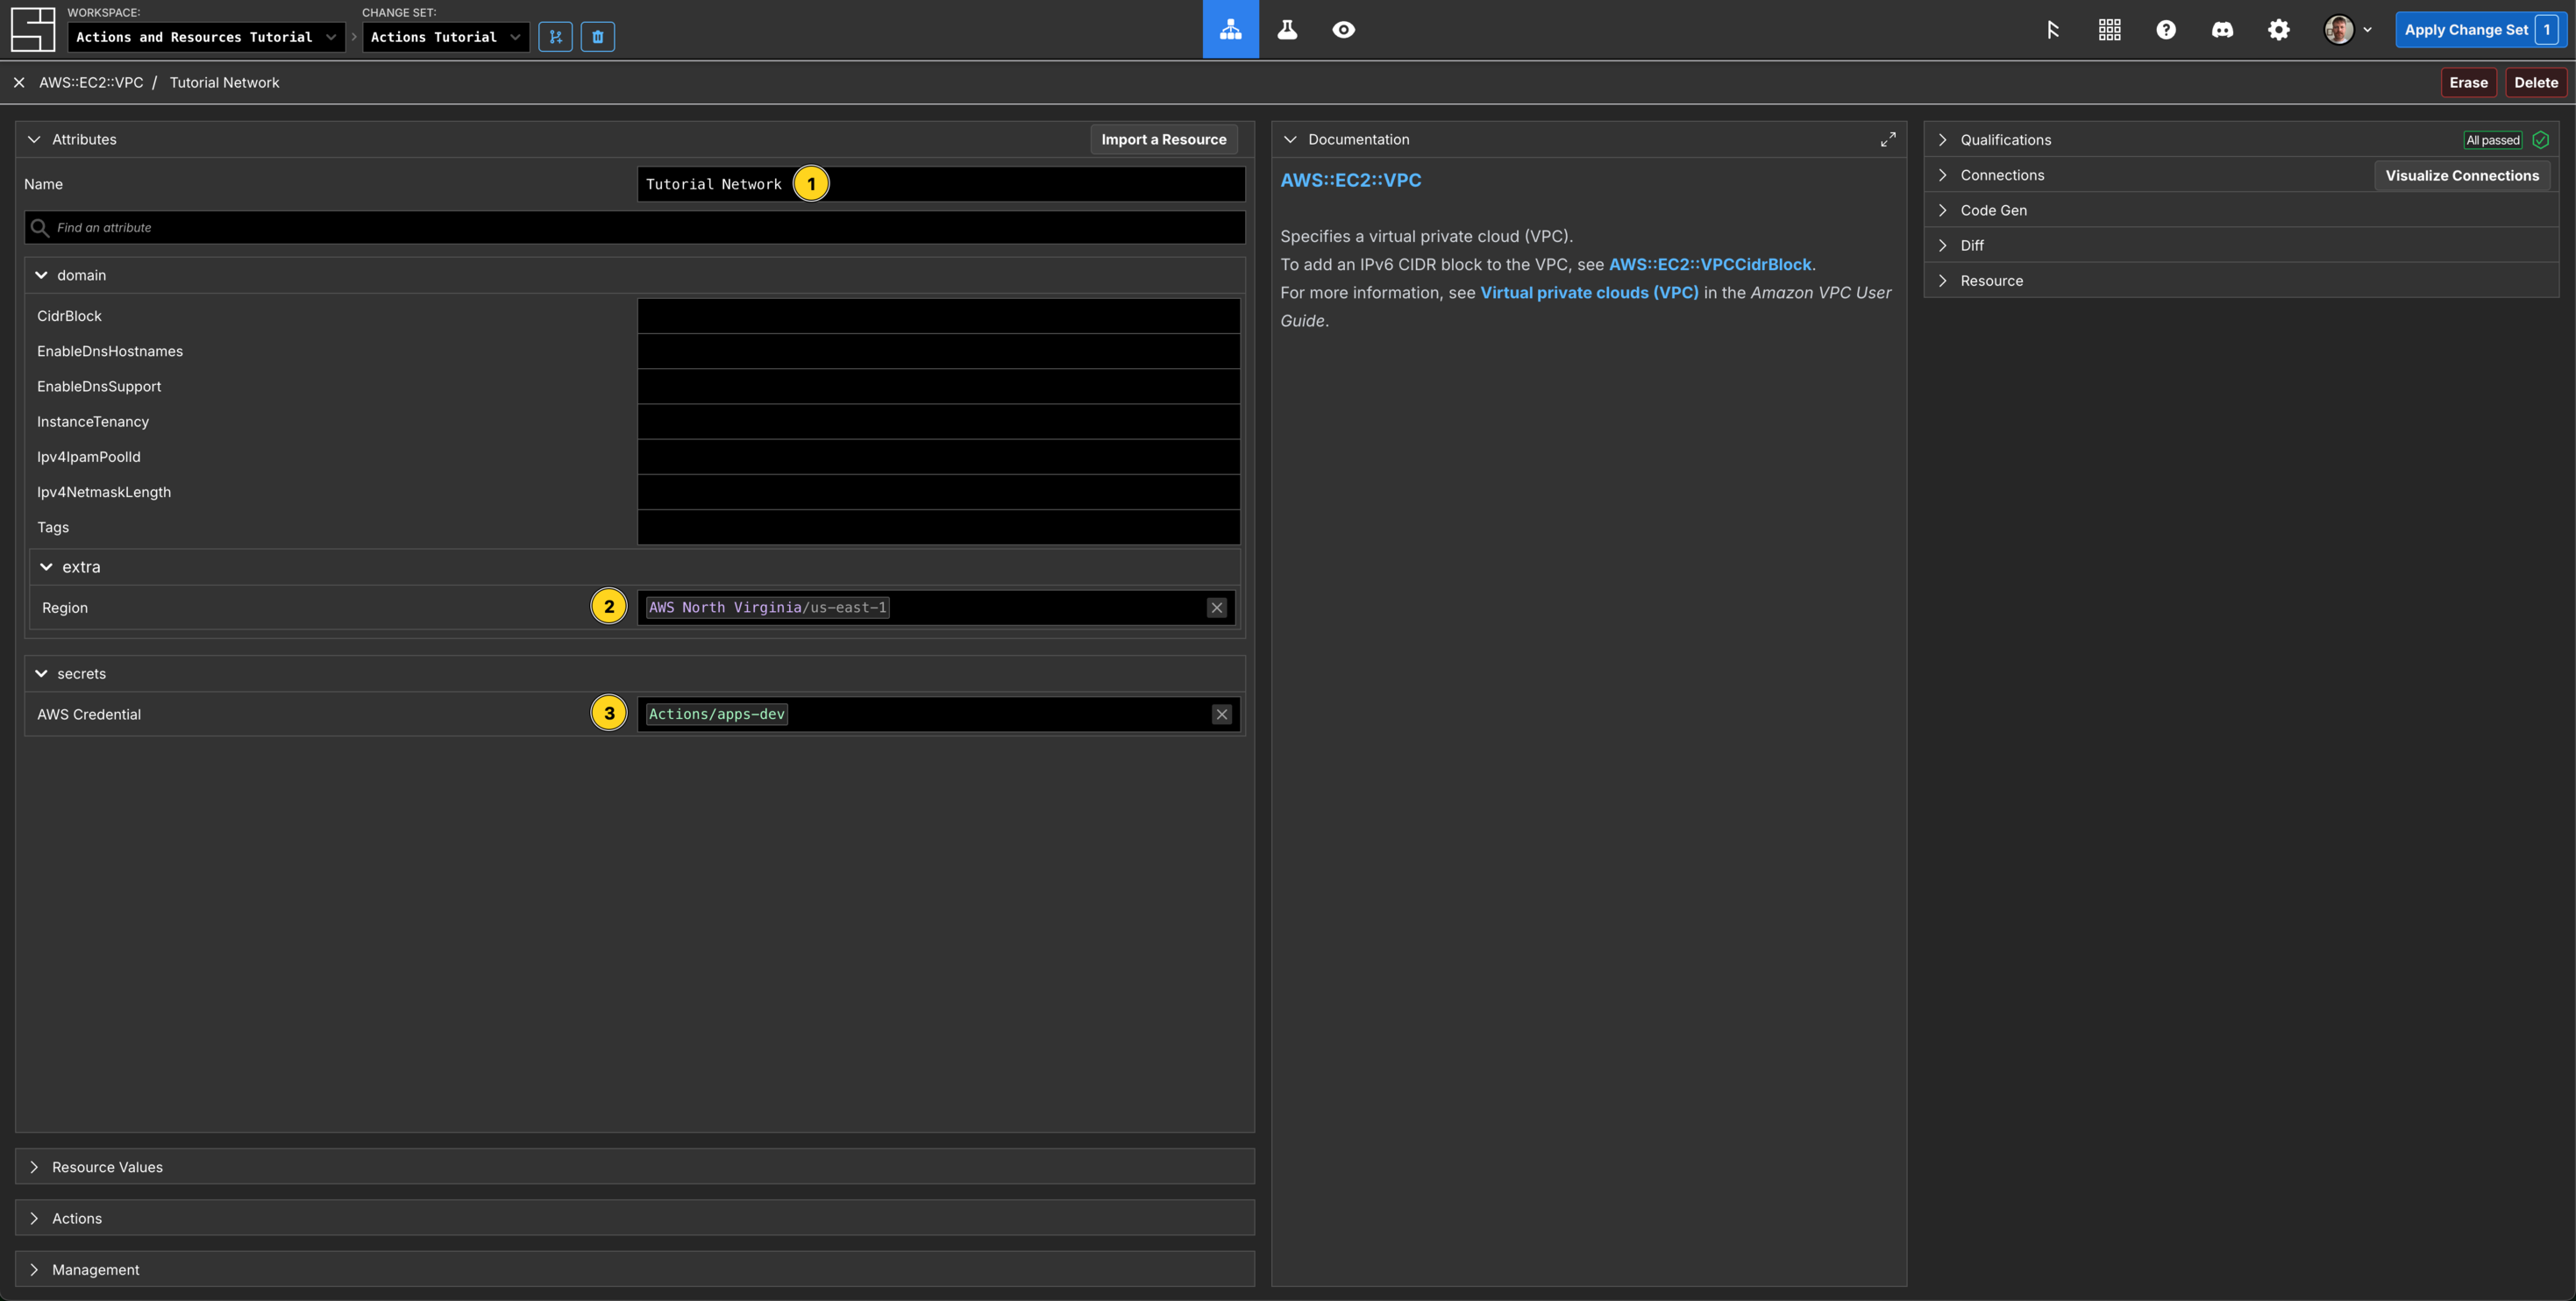 WORKSPACE:
Actions and Resources Tutorial
CHANGE SET:
Actions Tutorial
Apply Change Set 1
AWS::EC2::VPC / Tutorial Network
Erase
Delete
Attributes
Import a Resource
Name
Tutorial Network
1
Find an attribute
domain
CidrBlock
EnableDnsHostnames
EnableDnsSupport
InstanceTenancy
Ipv4IpamPoolId
Ipv4NetmaskLength
Tags
extra
Region
2
AWS North Virginia/us-east-1
secrets
AWS Credential
3
Actions/apps-dev
Resource Values
Actions
Management
Documentation
AWS::EC2::VPC
Specifies a virtual private cloud (VPC).
To add an IPv6 CIDR block to the VPC, see AWS::EC2::VPCCidrBlock.
For more information, see Virtual private clouds (VPC) in the Amazon VPC User
Guide.
Qualifications
All passed
Connections
Visualize Connections
Code Gen
Diff
Resource